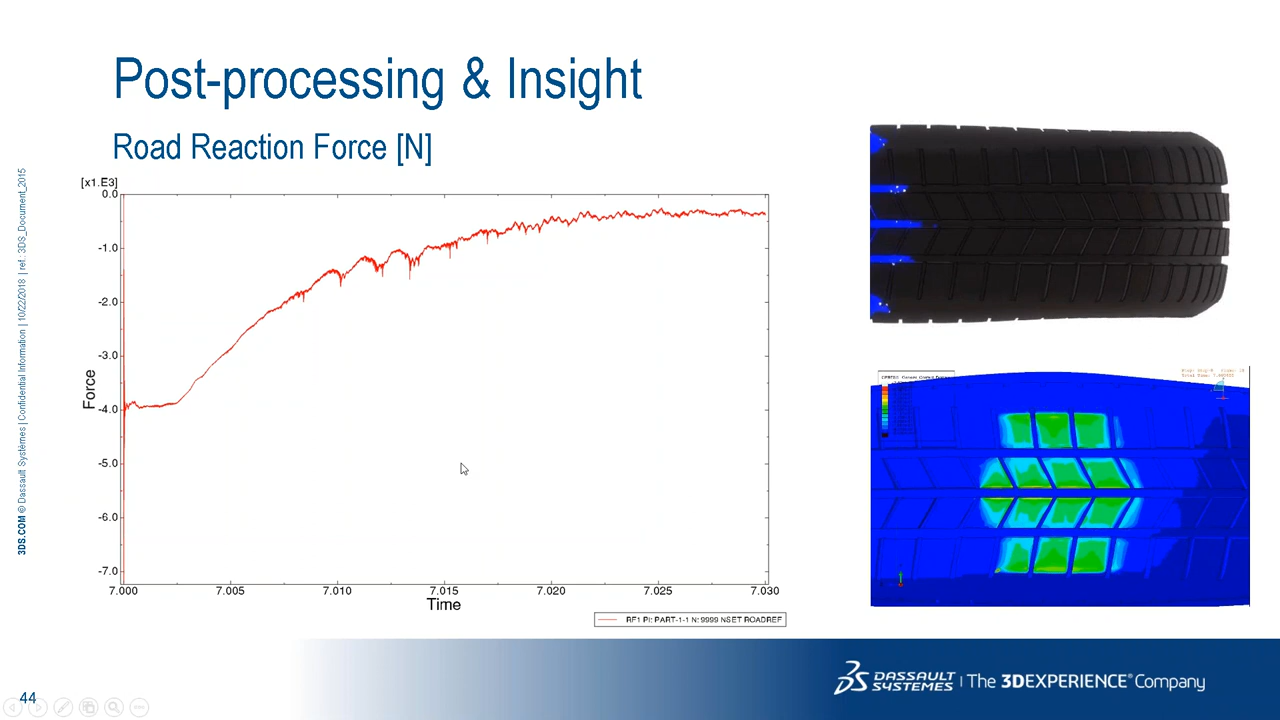 Post-processing & Insight
Road Reaction Force [N]
3DS.COM © Dassault Systèmes | Confidential Information | 10/22/2018 | ref.: 3DS_Document_2015
[x1.E3]
0.0
-1.0
-2.0
-3.0
-4.0
-5.0
-6.0
-7.0
Force
7.000 7.005 7.010 7.015 7.020 7.025 7.030
Time
RF1 PI: PART-1-1 N: 9999 NSET ROADREF
44
DASSAULT SYSTEMES | The 3DEXPERIENCE® Company